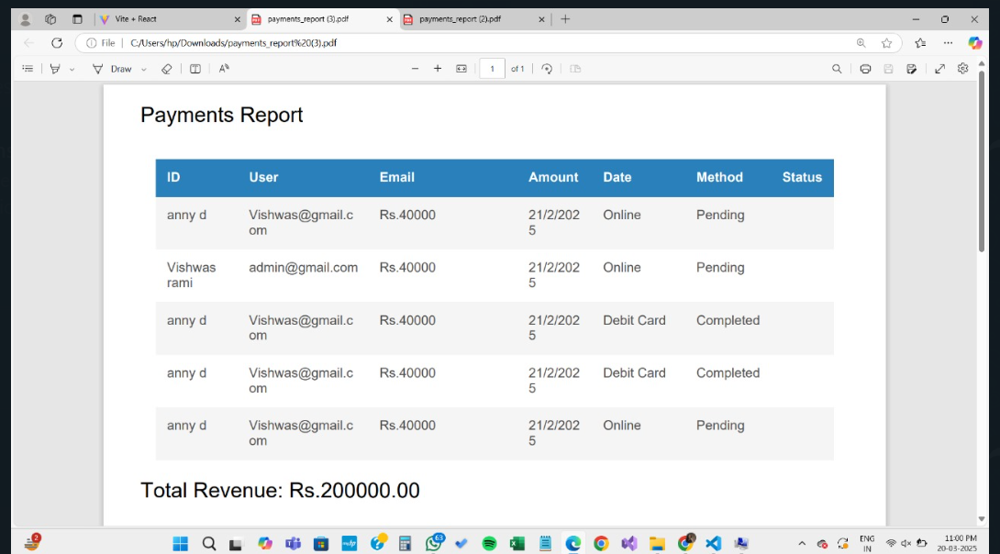 Vite + React
payments_report (3).pdf
payments_report (2).pdf
File C:/Users/hp/Downloads/payments_report%20(3).pdf
Draw
1 of 1
Payments Report
ID User Email Amount Date Method Status
anny d Vishwas@gmail.c Rs.40000 21/2/202 Online Pending
om 5
Vishwas admin@gmail.com Rs.40000 21/2/202 Online Pending
rami 5
anny d Vishwas@gmail.c Rs.40000 21/2/202 Debit Card Completed
om 5
anny d Vishwas@gmail.c Rs.40000 21/2/202 Debit Card Completed
om 5
anny d Vishwas@gmail.c Rs.40000 21/2/202 Online Pending
om 5
Total Revenue: Rs.200000.00
2
63
ENG 11:00 PM
IN 20-03-2025